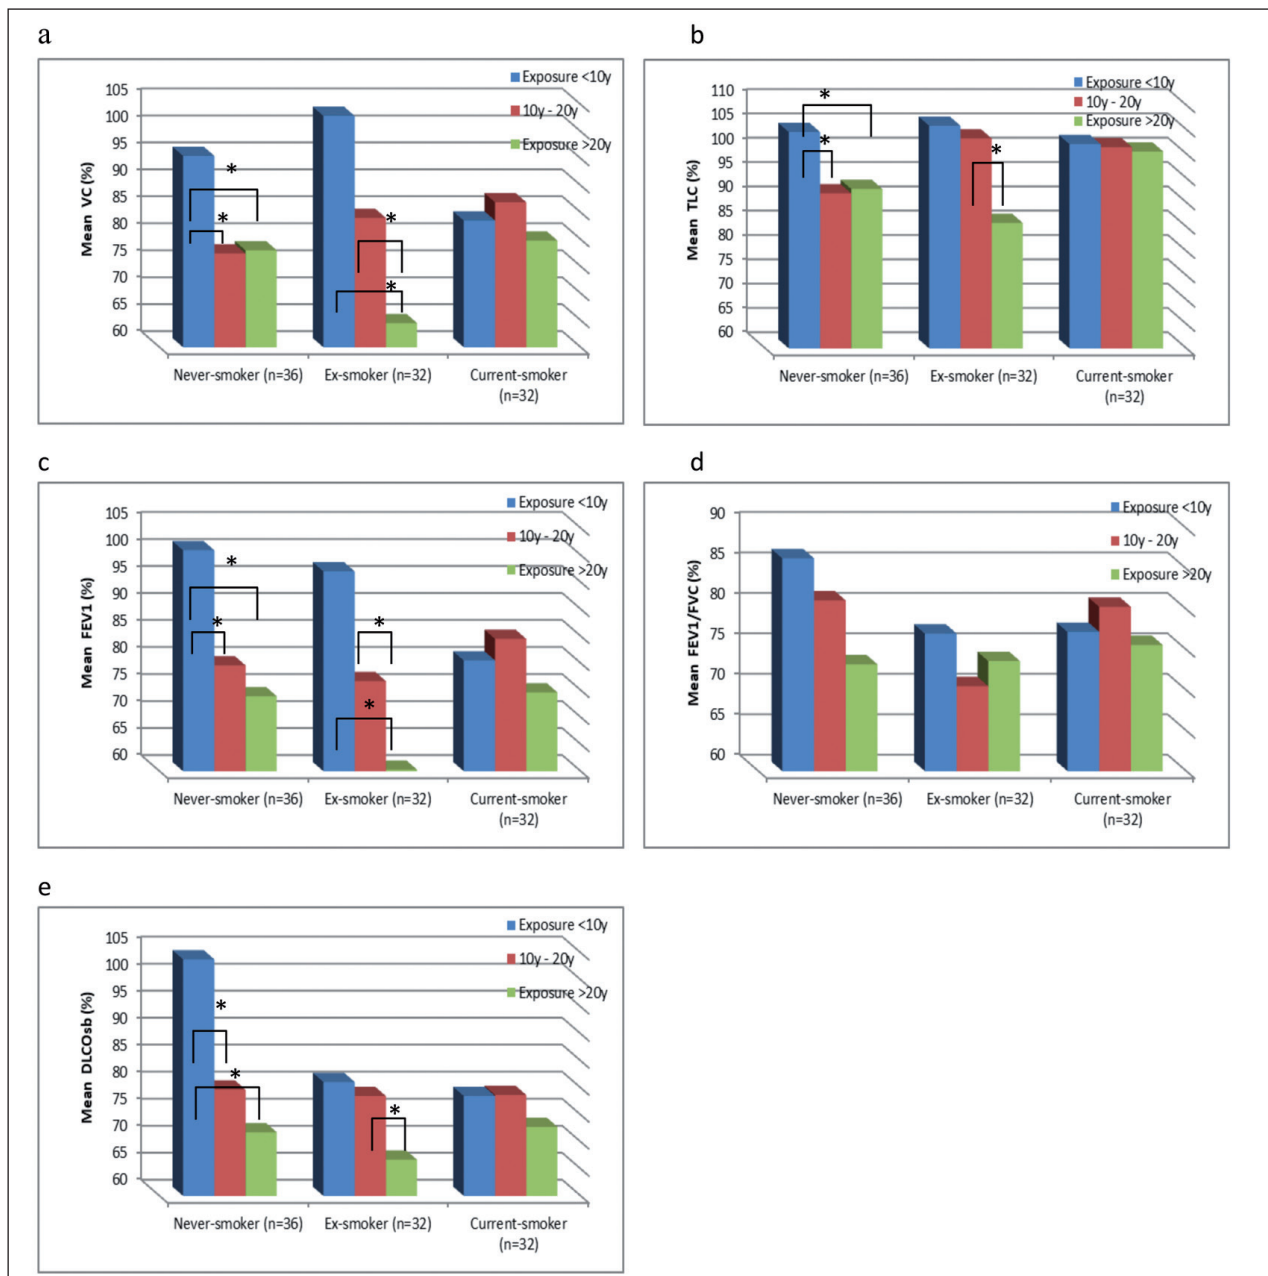 a
Exposure <10y
10y - 20y
Exposure >20y
Mean VC (%)
105
100
95
90
85
80
75
70
65
60
*
*
*
*
Never-smoker (n=36)
Ex-smoker (n=32)
Current-smoker
(n=32)
b
Exposure <10y
10y - 20y
Exposure >20y
Mean TLC (%)
110
105
100
95
90
85
80
75
70
65
60
*
*
*
Never-smoker (n=36)
Ex-smoker (n=32)
Current-smoker
(n=32)
c
Exposure <10y
10y - 20y
Exposure >20y
Mean FEV1 (%)
105
100
95
90
85
80
75
70
65
60
*
*
*
*
Never-smoker (n=36)
Ex-smoker (n=32)
Current-smoker
(n=32)
d
Exposure <10y
10y - 20y
Exposure >20y
Mean FEV1/FVC (%)
90
85
80
75
70
65
60
Never-smoker (n=36)
Ex-smoker (n=32)
Current-smoker
(n=32)
e
Exposure <10y
10y - 20y
Exposure >20y
Mean DLCOsb (%)
105
100
95
90
85
80
75
70
65
60
*
*
*
Never-smoker (n=36)
Ex-smoker (n=32)
Current-smoker
(n=32)